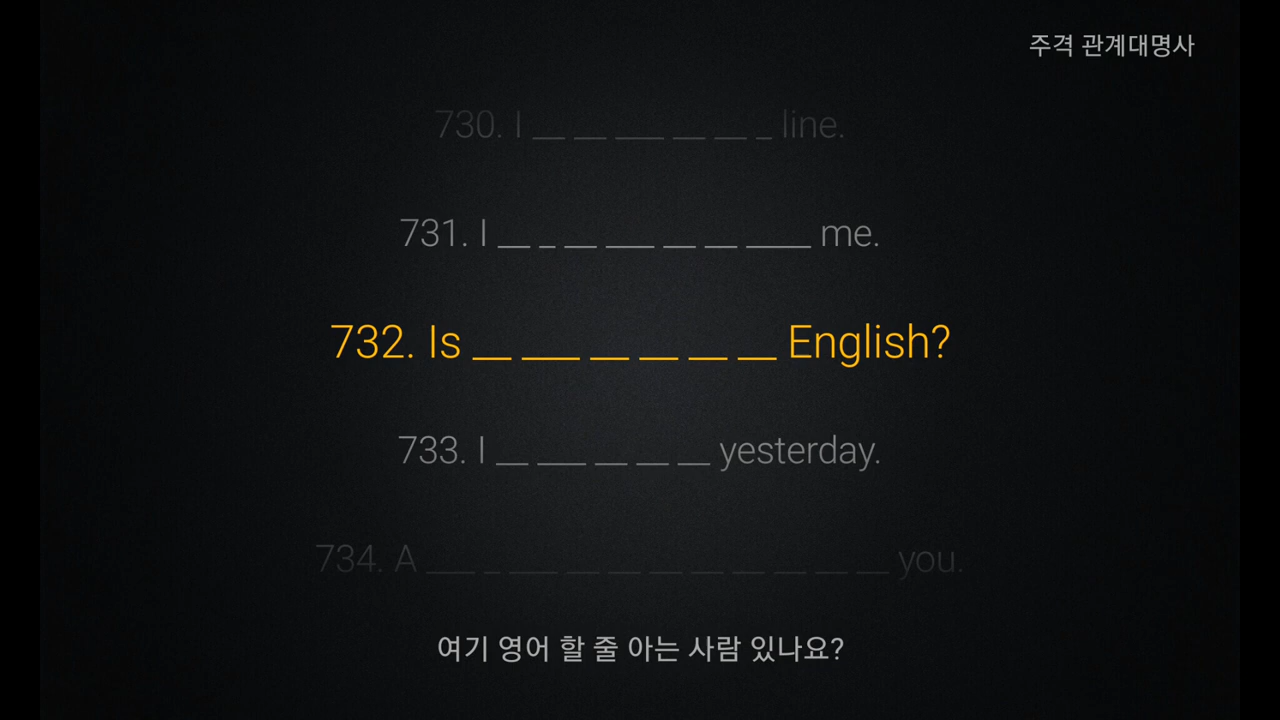 주격 관계대명사
730. I __ __ ___ __ __ _ line.
731. I __ _ __ ___ __ __ ____ me.
732. Is __ ___ __ __ __ __ English?
733. I __ ___ __ __ __ yesterday.
734. A ___ _ ___ __ __ __ __ __ __ __ __ you.
여기 영어 할 줄 아는 사람 있나요?